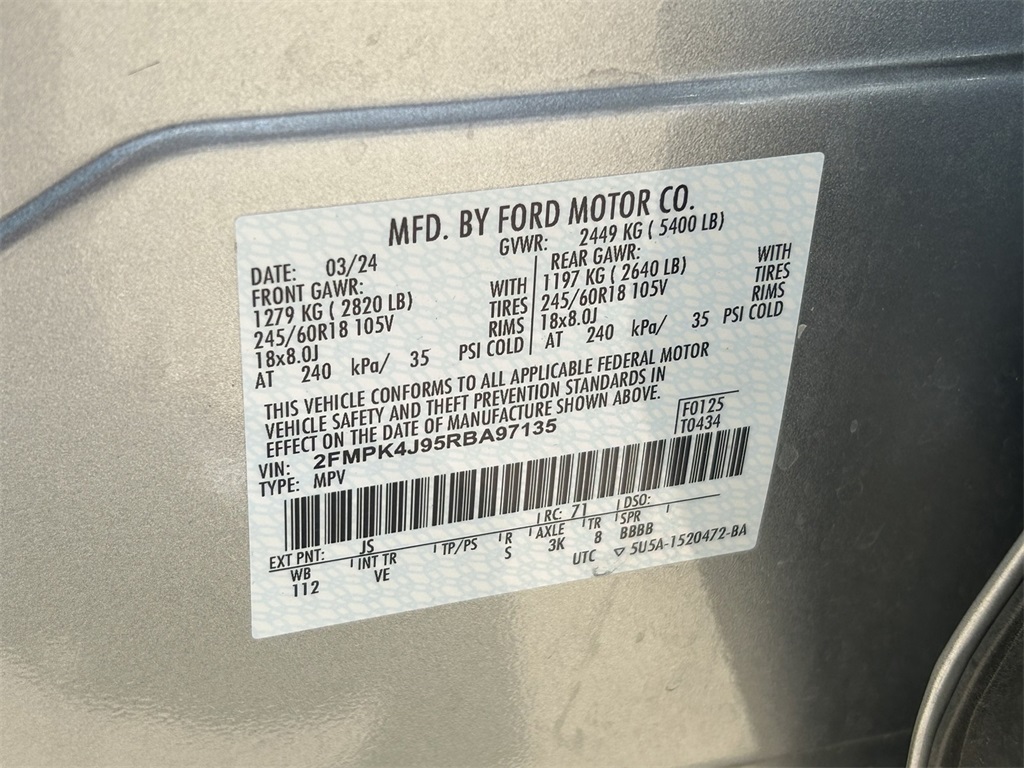 MFD. BY FORD MOTOR CO.
DATE: 03/24 GVWR: 2449 KG ( 5400 LB)
FRONT GAWR: WITH REAR GAWR: WITH
1279 KG ( 2820 LB) TIRES 1197 KG ( 2640 LB) TIRES
245/60R18 105V RIMS 245/60R18 105V RIMS
18x8.0J PSI COLD 18x8.0J PSI COLD
AT 240 kPa/ 35 AT 240 kPa/ 35
THIS VEHICLE CONFORMS TO ALL APPLICABLE FEDERAL MOTOR
VEHICLE SAFETY AND THEFT PREVENTION STANDARDS IN
EFFECT ON THE DATE OF MANUFACTURE SHOWN ABOVE.
F0125
T0434
VIN: 2FMPK4J95RBA97135
TYPE: MPV
EXT PNT: JS RC: 71 DSO:
WB INT TR TP/PS R AXLE TR SPR
112 VE S 3K 8 BBBB
UTC ▽ 5U5A-1520472-BA